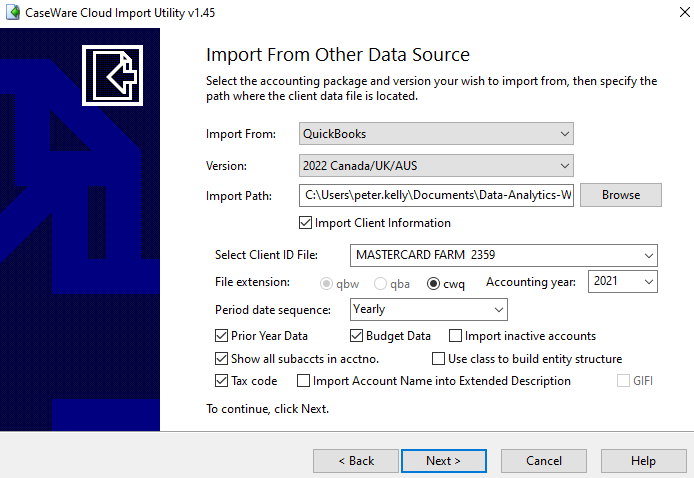 CaseWare Cloud Import Utility v1.45
Import From Other Data Source
Select the accounting package and version your wish to import from, then specify the
path where the client data file is located.
Import From: QuickBooks
Version: 2022 Canada/UK/AUS
Import Path: C:\Users\peter.kelly\Documents\Data-Analytics-W Browse
Import Client Information
Select Client ID File: MASTERCARD FARM 2359
File extension: qbw qba cwq Accounting year: 2021
Period date sequence: Yearly
Prior Year Data Budget Data Import inactive accounts
Show all subaccts in acctno. Use class to build entity structure
Tax code Import Account Name into Extended Description GIFI
To continue, click Next.
< Back Next > Cancel Help